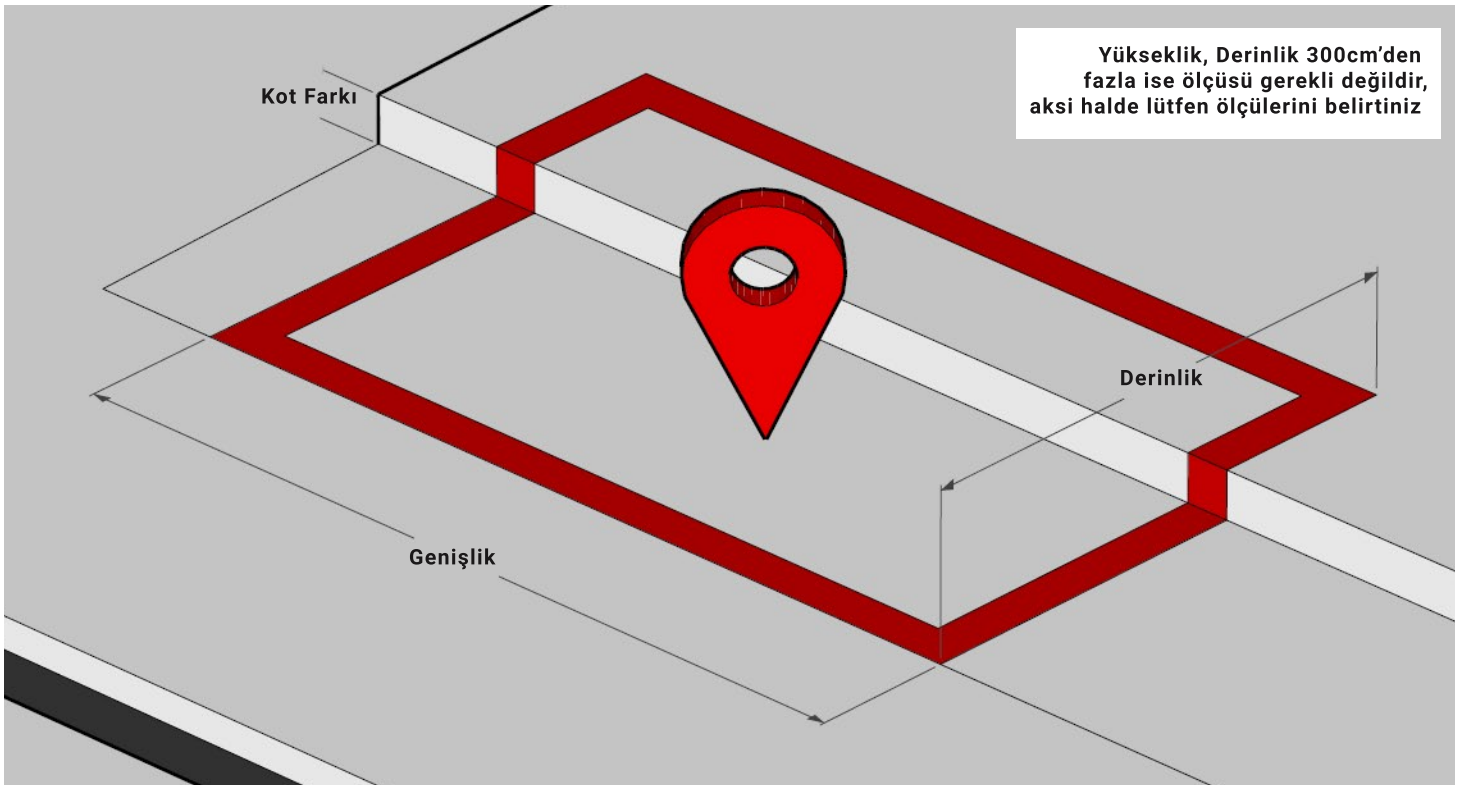 Yükseklik, Derinlik 300cm’den
fazla ise ölçüsü gerekli değildir,
aksi halde lütfen ölçülerini belirtiniz
Kot Farkı
Derinlik
Genişlik